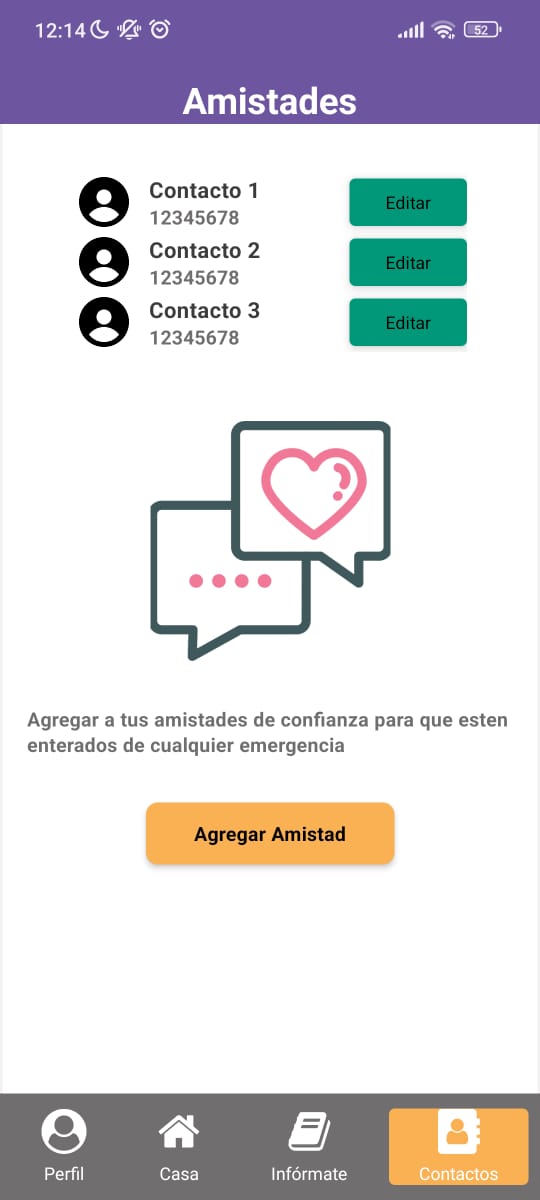 12:14
52
Amistades
Contacto 1
12345678
Editar
Contacto 2
12345678
Editar
Contacto 3
12345678
Editar
Agregar a tus amistades de confianza para que esten
enterados de cualquier emergencia
Agregar Amistad
Perfil
Casa
Infórmate
Contactos